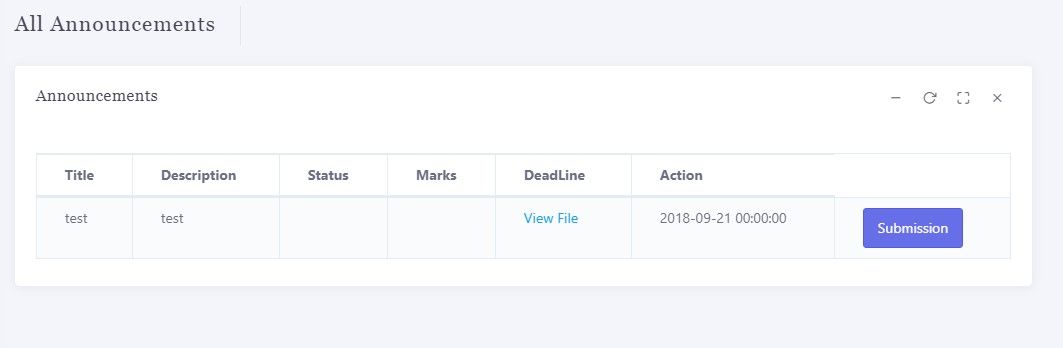 All Announcements
Announcements
Title Description Status Marks DeadLine Action
test test View File 2018-09-21 00:00:00 Submission